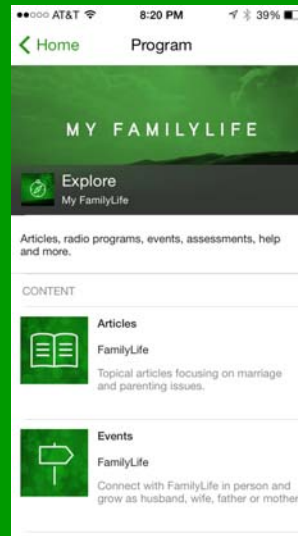 AT&T 8:20 PM 39%
Home Program
MY FAMILYLIFE
Explore
My FamilyLife
Articles, radio programs, events, assessments, help
and more.
CONTENT
Articles
FamilyLife
Topical articles focusing on marriage
and parenting issues.
Events
FamilyLife
Connect with FamilyLife in person and
grow as husband, wife, father or mother